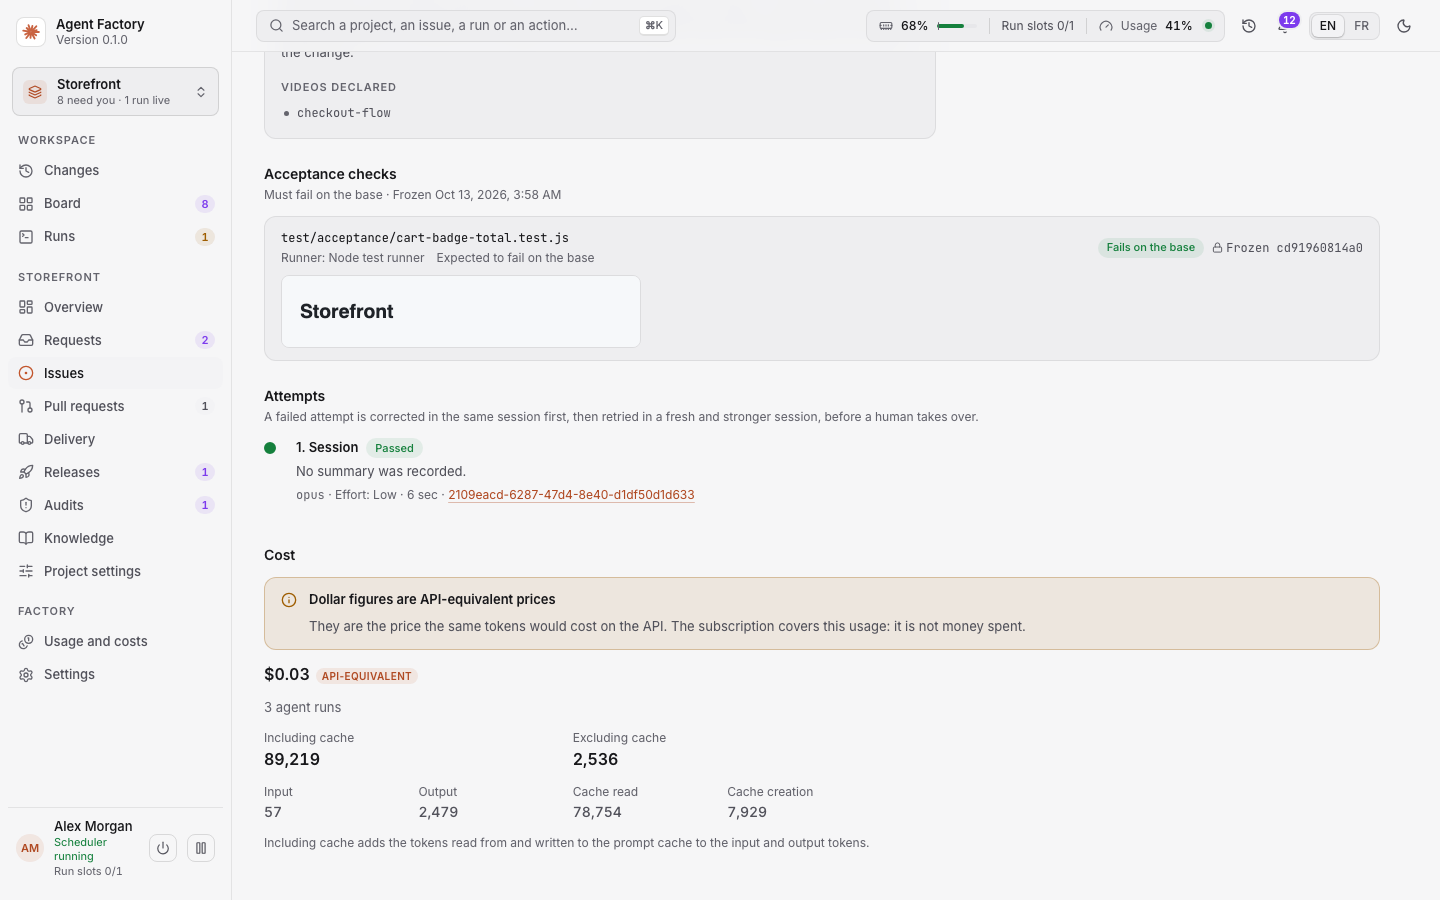 Agent Factory
Version 0.1.0
Search a project, an issue, a run or an action...
⌘K
68%
Run slots 0/1
Usage 41%
12
EN
FR
Storefront
8 need you · 1 run live
WORKSPACE
Changes
Board 8
Runs 1
STOREFRONT
Overview
Requests 2
Issues
Pull requests 1
Delivery
Releases 1
Audits 1
Knowledge
Project settings
FACTORY
Usage and costs
Settings
AM
Alex Morgan
Scheduler
running
Run slots 0/1
the change.
VIDEOS DECLARED
• checkout-flow
Acceptance checks
Must fail on the base · Frozen Oct 13, 2026, 3:58 AM
test/acceptance/cart-badge-total.test.js
Runner: Node test runner Expected to fail on the base
Fails on the base
Frozen cd91960814a0
Storefront
Attempts
A failed attempt is corrected in the same session first, then retried in a fresh and stronger session, before a human takes over.
1. Session Passed
No summary was recorded.
opus · Effort: Low · 6 sec · 2109eacd-6287-47d4-8e40-d1df50d1d633
Cost
Dollar figures are API-equivalent prices
They are the price the same tokens would cost on the API. The subscription covers this usage: it is not money spent.
$0.03 API-EQUIVALENT
3 agent runs
Including cache Excluding cache
89,219 2,536
Input Output Cache read Cache creation
57 2,479 78,754 7,929
Including cache adds the tokens read from and written to the prompt cache to the input and output tokens.